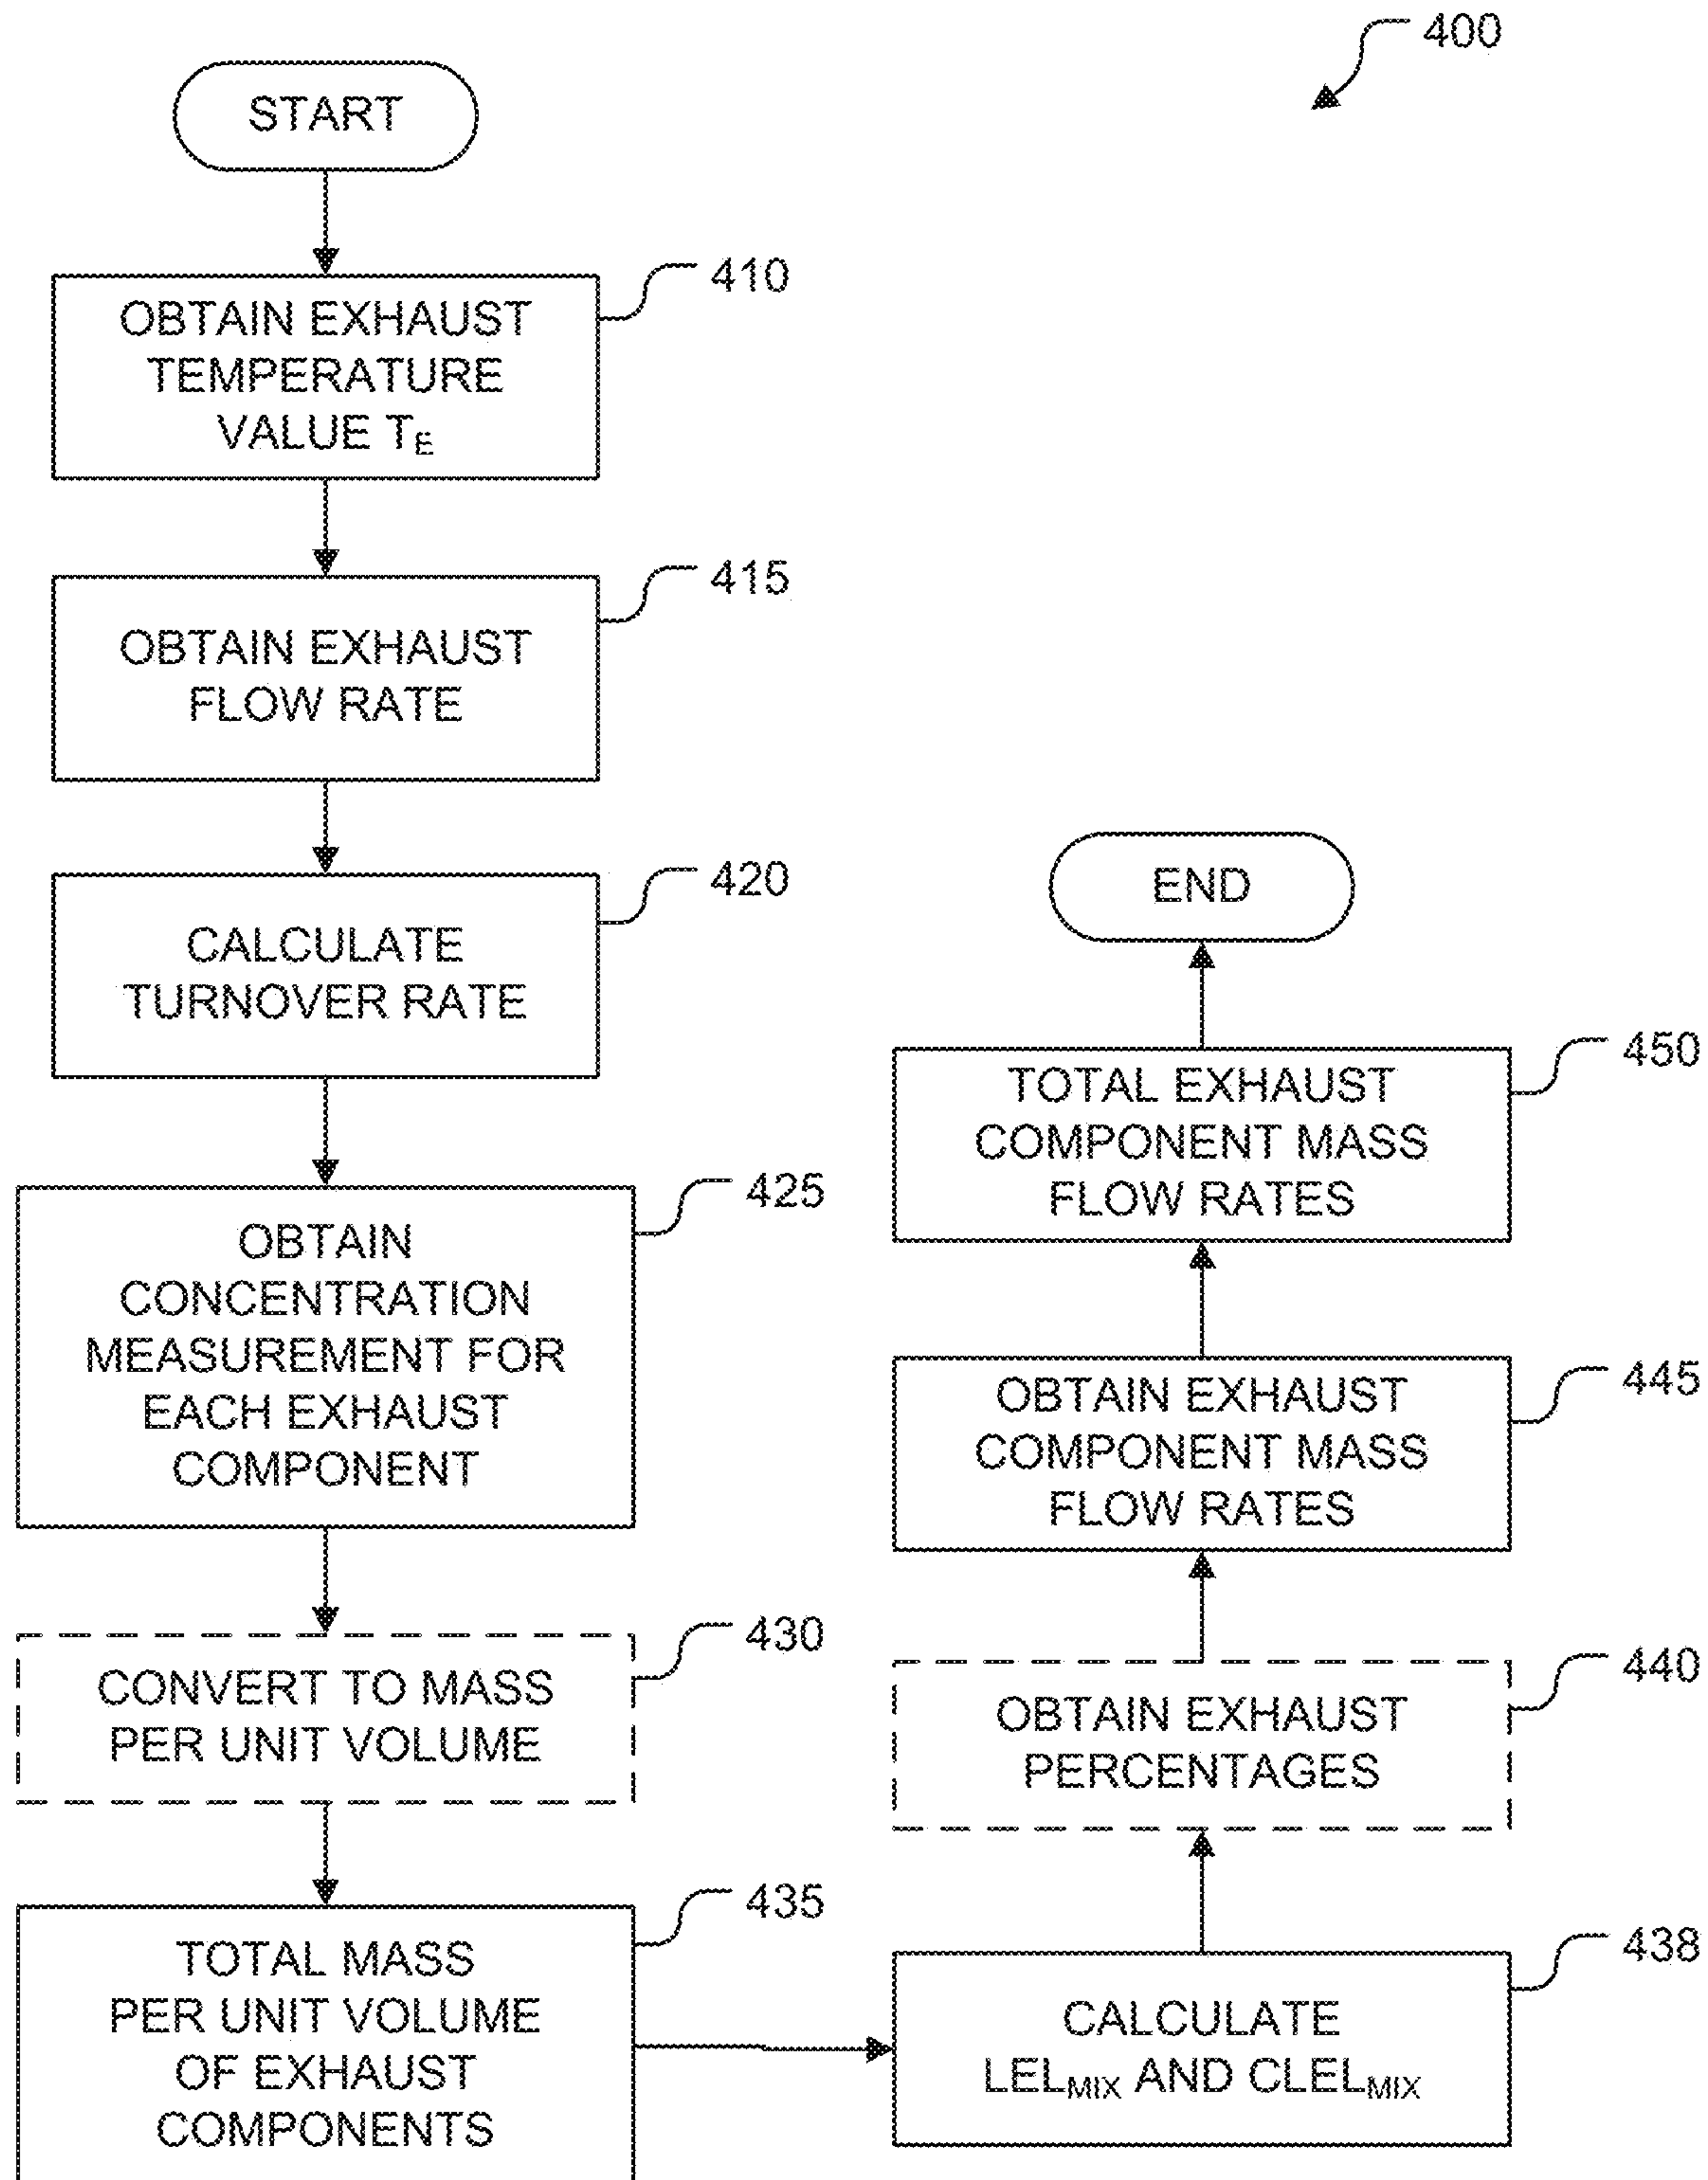 400
START
410
OBTAIN EXHAUST
TEMPERATURE
VALUE T_E
415
OBTAIN EXHAUST
FLOW RATE
420
CALCULATE
TURNOVER RATE
425
OBTAIN
CONCENTRATION
MEASUREMENT FOR
EACH EXHAUST
COMPONENT
430
CONVERT TO MASS
PER UNIT VOLUME
435
TOTAL MASS
PER UNIT VOLUME
OF EXHAUST
COMPONENTS
438
CALCULATE
LEL_MIX AND CLEL_MIX
440
OBTAIN EXHAUST
PERCENTAGES
445
OBTAIN EXHAUST
COMPONENT MASS
FLOW RATES
450
TOTAL EXHAUST
COMPONENT MASS
FLOW RATES
END